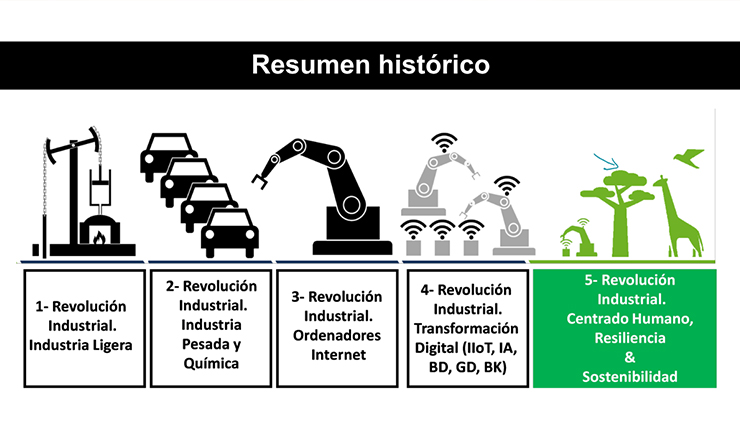 Resumen histórico
1- Revolución
Industrial.
Industria Ligera
2- Revolución
Industrial.
Industria
Pesada y
Química
3- Revolución
Industrial.
Ordenadores
Internet
4- Revolución
Industrial.
Transformación
Digital (IIoT, IA,
BD, GD, BK)
5- Revolución
Industrial.
Centrado Humano,
Resiliencia
&
Sostenibilidad